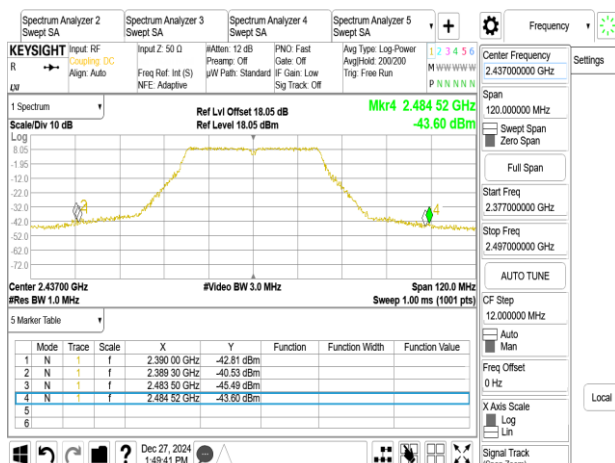 Spectrum Analyzer 2
Swept SA
Spectrum Analyzer 3
Swept SA
Spectrum Analyzer 4
Swept SA
Spectrum Analyzer 5
Swept SA
+
Frequency
KEYSIGHT
R
LXI
Input: RF
Coupling: DC
Align: Auto
Input Z: 50 Ω
Freq Ref: Int (S)
NFE: Adaptive
#Atten: 12 dB
Preamp: Off
µW Path: Standard
PNO: Fast
Gate: Off
IF Gain: Low
Sig Track: Off
Avg Type: Log-Power
Avg|Hold: 200/200
Trig: Free Run
1 2 3 4 5 6
M W W W W W
P N N N N N
Center Frequency
2.437000000 GHz
Settings
Span
120.000000 MHz
Swept Span
Zero Span
Full Span
Start Freq
2.377000000 GHz
Stop Freq
2.497000000 GHz
AUTO TUNE
CF Step
12.000000 MHz
Auto
Man
Freq Offset
0 Hz
X Axis Scale
Log
Lin
Signal Track
Local
1 Spectrum
Scale/Div 10 dB
Log
Ref Lvl Offset 18.05 dB
Ref Level 18.05 dBm
Mkr4 2.484 52 GHz
-43.60 dBm
8.05
-1.95
-12.0
-22.0
-32.0
-42.0
-52.0
-62.0
-72.0
4
Center 2.43700 GHz
#Video BW 3.0 MHz
Span 120.0 MHz
#Res BW 1.0 MHz
Sweep 1.00 ms (1001 pts)
5 Marker Table
Mode Trace Scale X Y Function Function Width Function Value
1 N 1 f 2.390 00 GHz -42.81 dBm
2 N 1 f 2.389 30 GHz -40.53 dBm
3 N 1 f 2.483 50 GHz -45.49 dBm
4 N 1 f 2.484 52 GHz -43.60 dBm
5
6
?
Dec 27, 2024
1:49:41 PM